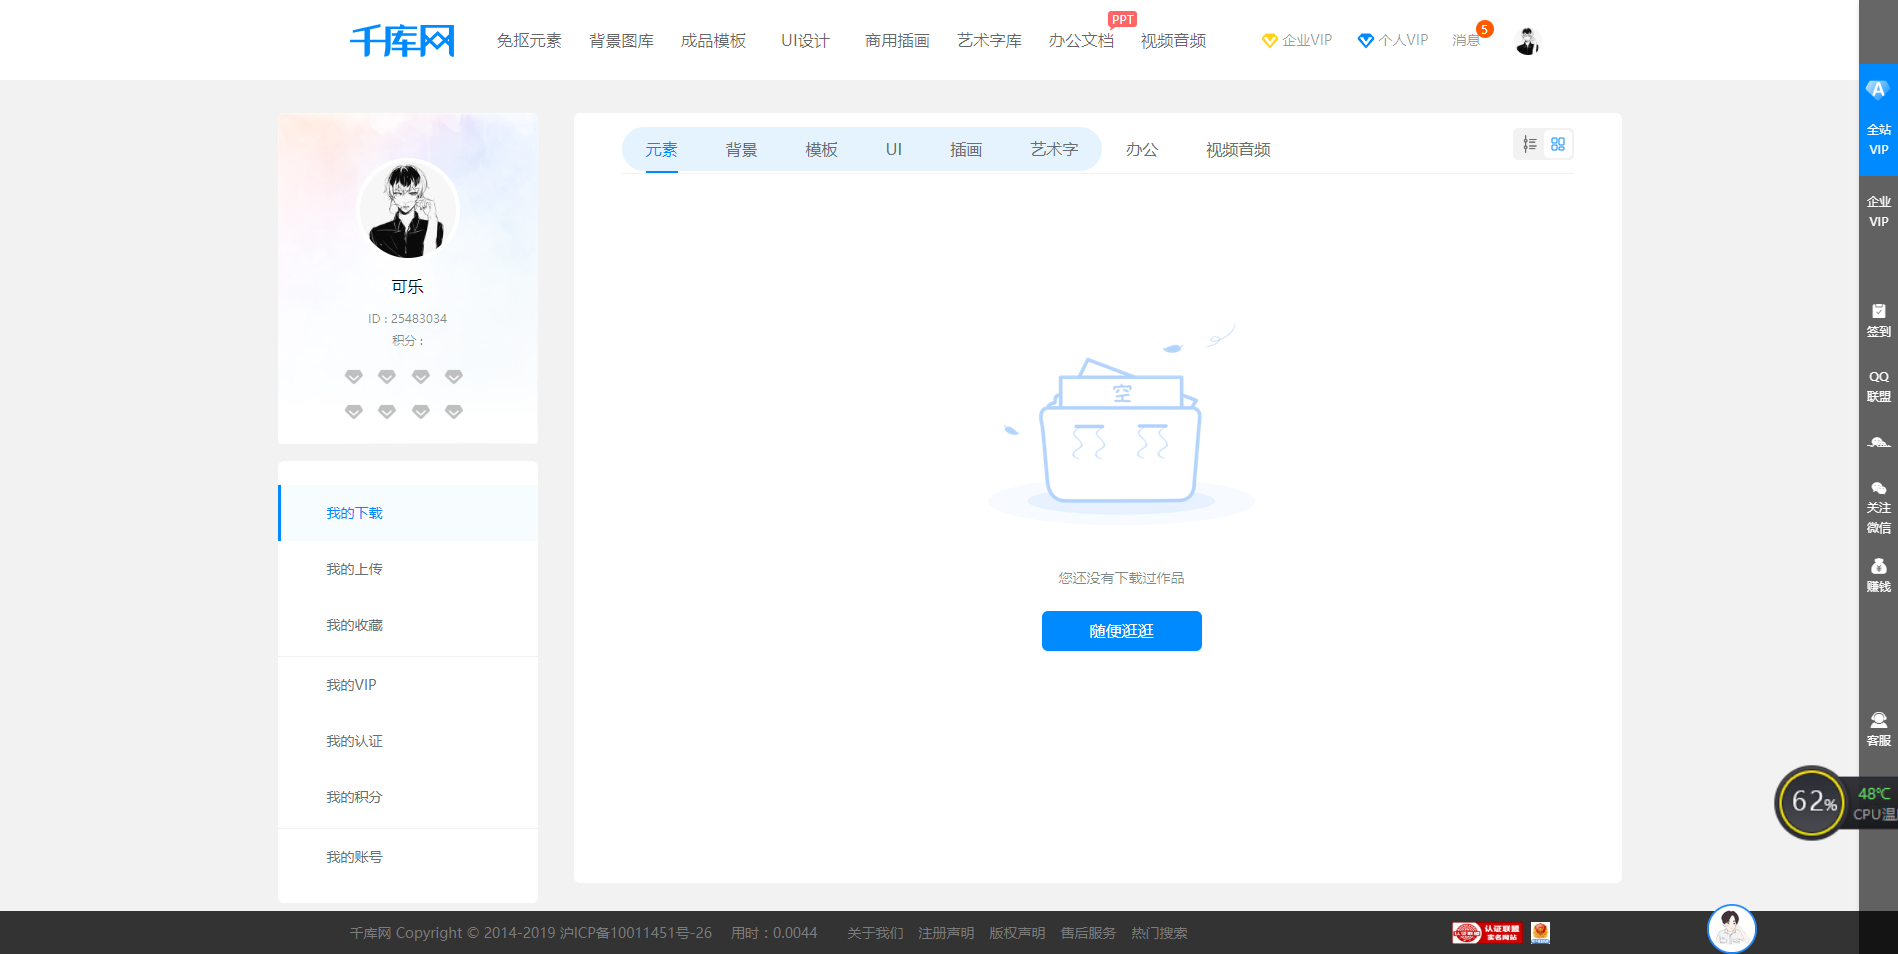 千库网
免抠元素 背景图库 成品模板 UI设计 商用插画 艺术字库 办公文档 PPT 视频音频 企业VIP 个人VIP 消息 5
元素 背景 模板 UI 插画 艺术字 办公 视频音频
可乐
ID : 25483034
积分 :
空
您还没有下载过作品
随便逛逛
我的下载
我的上传
我的收藏
我的VIP
我的认证
我的积分
我的账号
A
全站
VIP
企业
VIP
签到
QQ
联盟
关注
微信
赚钱
客服
62%
48℃
CPU温
千库网 Copyright © 2014-2019 沪ICP备10011451号-26 用时：0.0044 关于我们 注册声明 版权声明 售后服务 热门搜索
认证联盟
实名网站